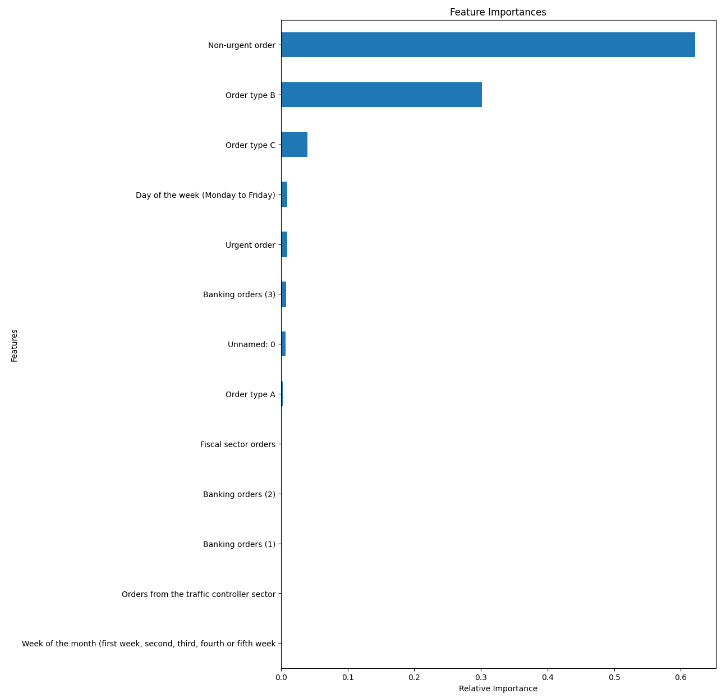 Feature Importances
Non-urgent order
Order type B
Order type C
Day of the week (Monday to Friday)
Urgent order
Banking orders (3)
Unnamed: 0
Order type A
Fiscal sector orders
Banking orders (2)
Banking orders (1)
Orders from the traffic controller sector
Week of the month (first week, second, third, fourth or fifth week
Features
0.0 0.1 0.2 0.3 0.4 0.5 0.6
Relative Importance